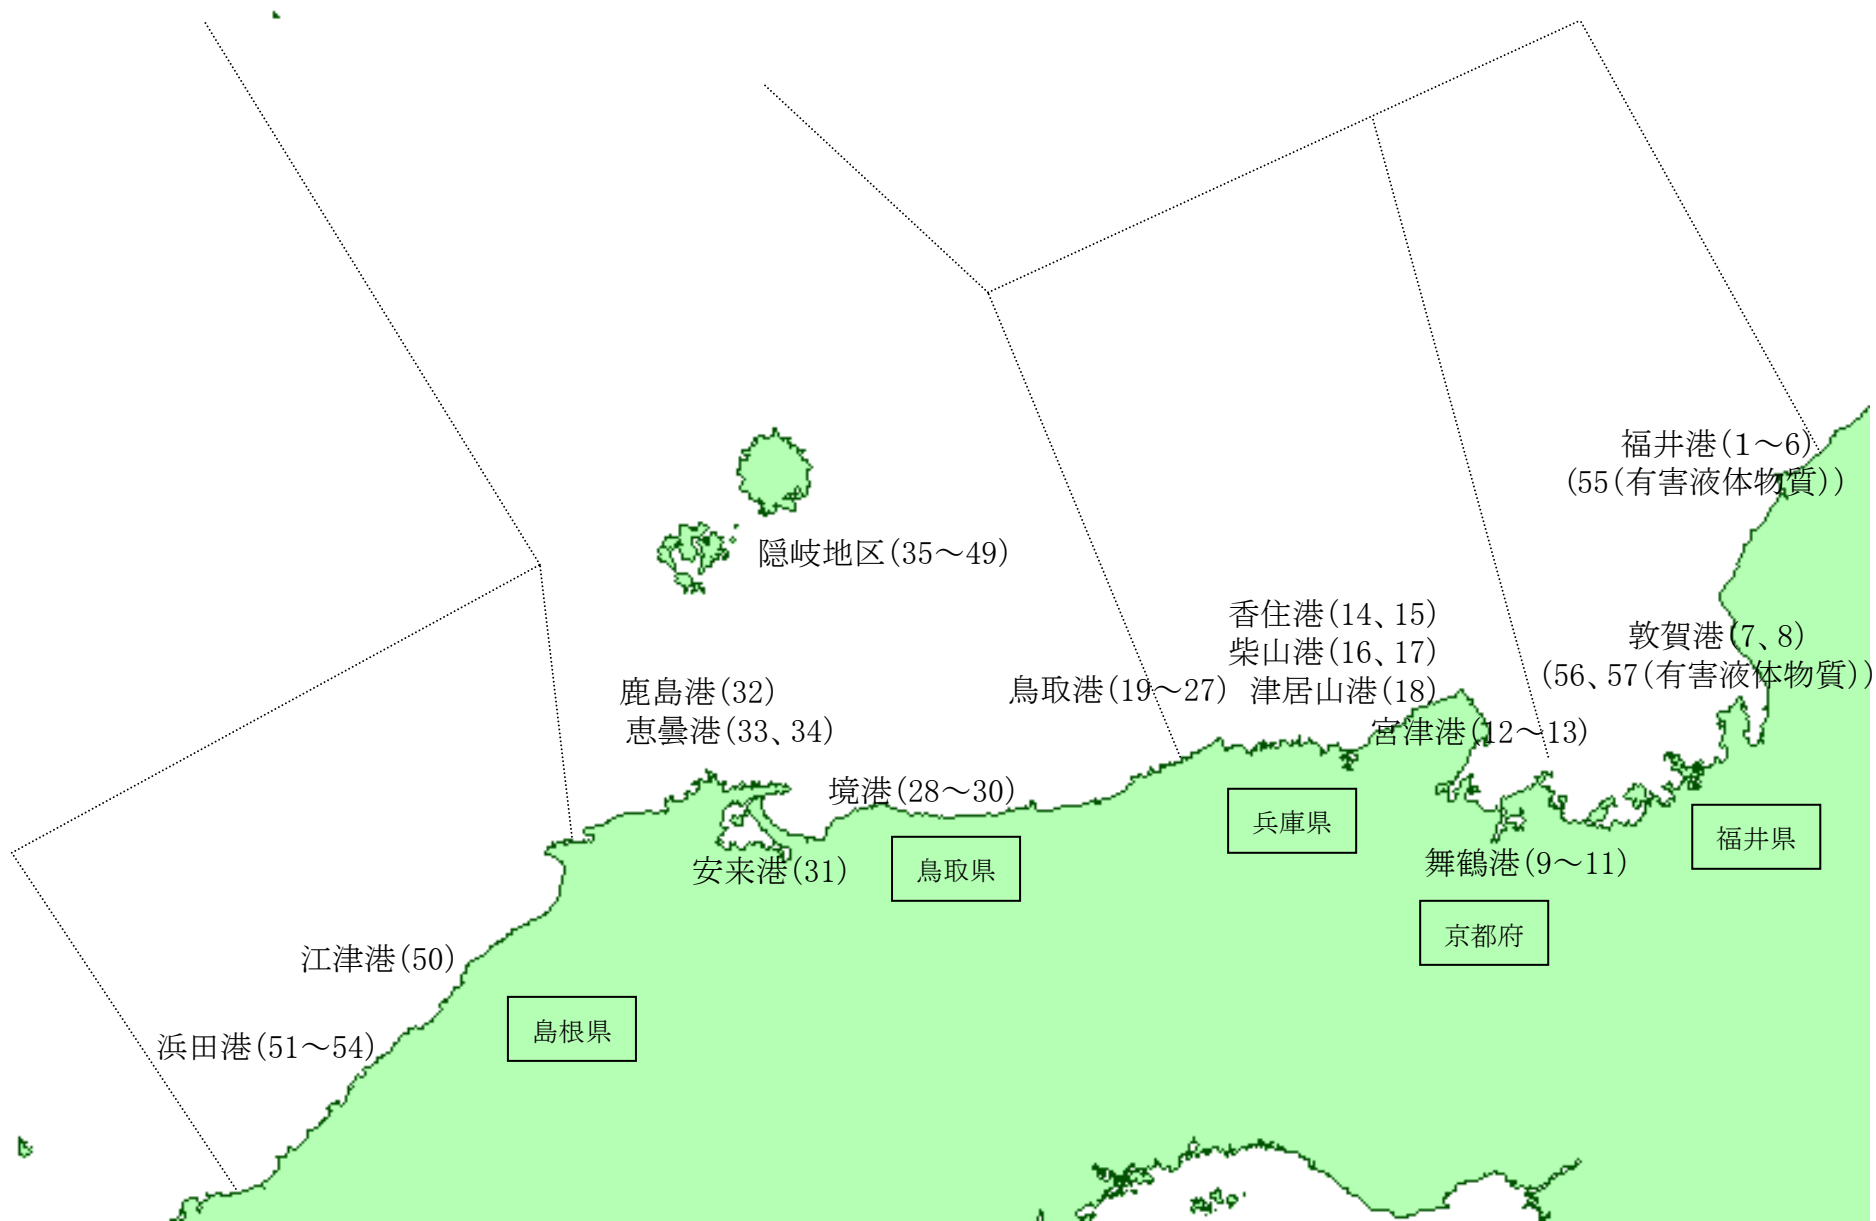 福井港(1～6)
(55(有害液体物質))
隠岐地区(35～49)
香住港(14、15)
柴山港(16、17)
津居山港(18)
敦賀港(7、8)
(56、57(有害液体物質))
鹿島港(32)
恵曇港(33、34)
鳥取港(19～27)
宮津港(12～13)
境港(28～30)
兵庫県
福井県
安来港(31)
鳥取県
舞鶴港(9～11)
京都府
江津港(50)
島根県
浜田港(51～54)